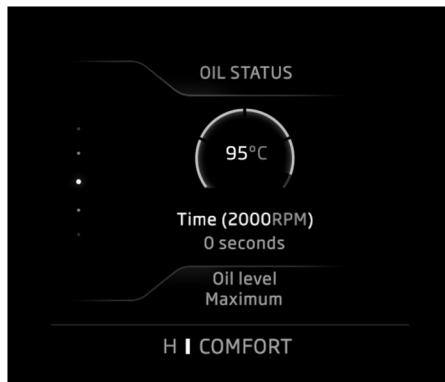 OIL STATUS
95°C
Time (2000RPM)
0 seconds
Oil level
Maximum
H COMFORT